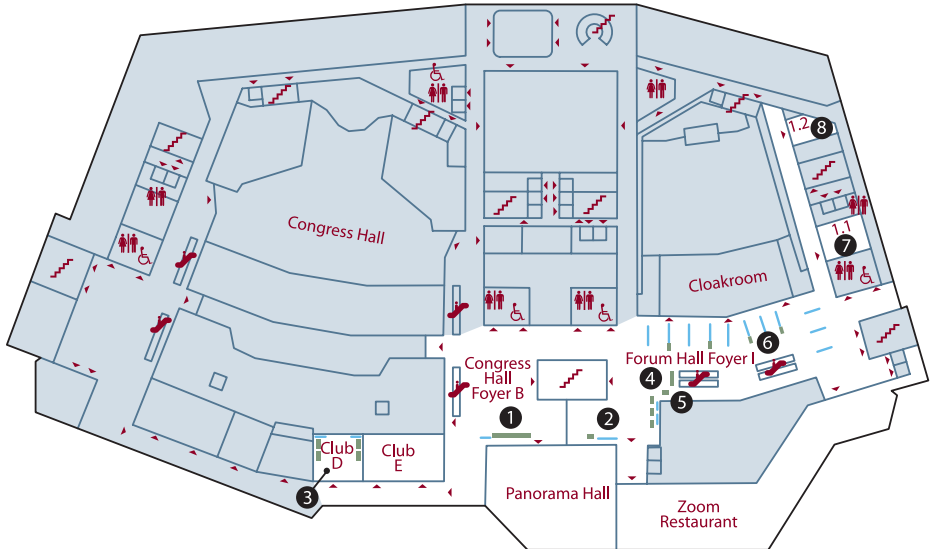 1.2
8
Congress Hall
1.1
7
Cloakroom
6
Congress
Hall
Foyer B
Forum Hall Foyer I
4
5
1
2
Club
D
Club
E
3
Panorama Hall
Zoom
Restaurant